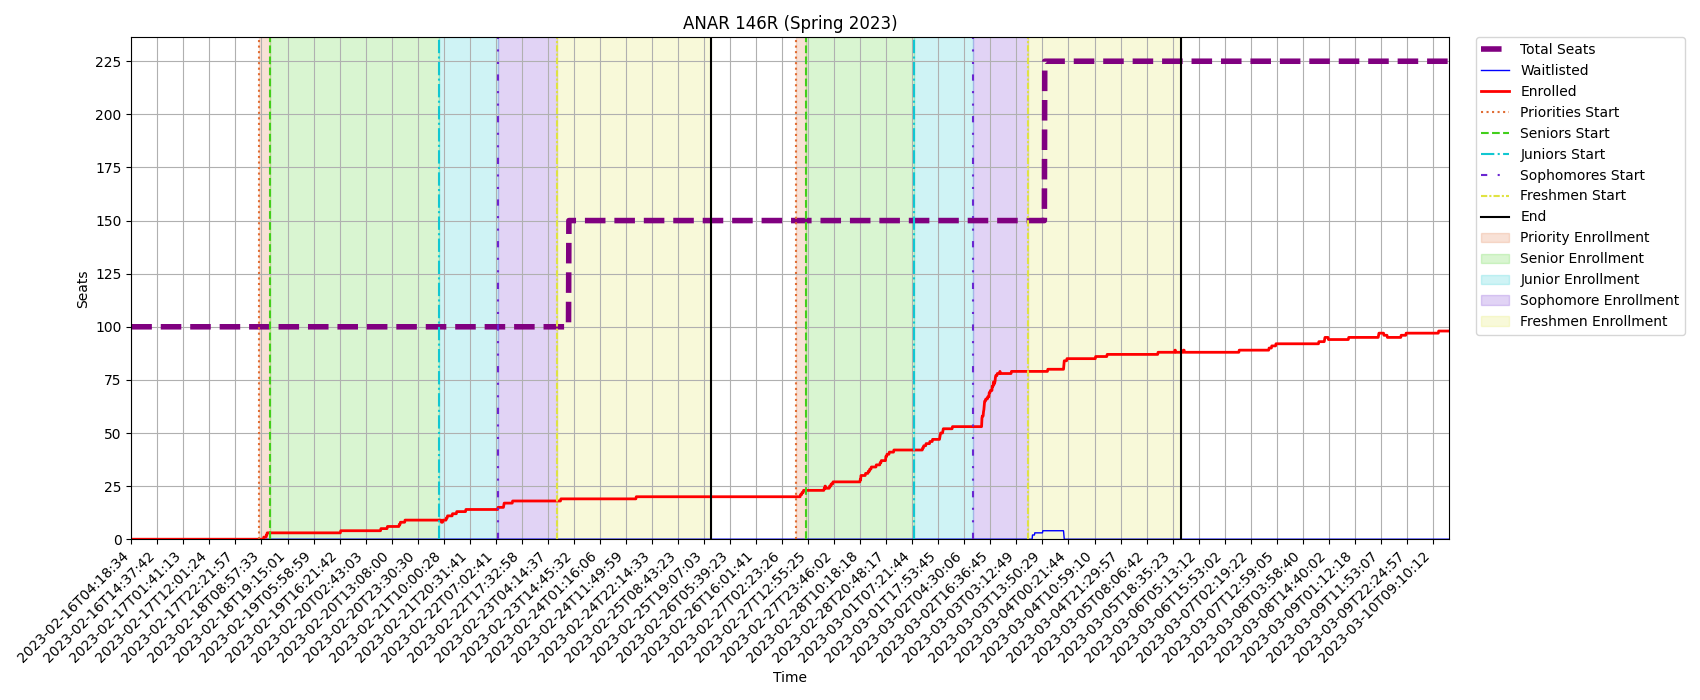 ANAR 146R (Spring 2023)
Seats
225
200
175
150
125
100
75
50
25
0
2023-02-16T04:18:34
2023-02-16T14:37:42
2023-02-17T01:41:13
2023-02-17T12:01:24
2023-02-17T22:21:57
2023-02-18T08:57:33
2023-02-18T19:15:01
2023-02-19T05:58:59
2023-02-19T16:21:42
2023-02-20T02:43:03
2023-02-20T13:08:00
2023-02-20T23:30:30
2023-02-21T10:00:28
2023-02-21T20:31:41
2023-02-22T07:02:41
2023-02-22T17:32:58
2023-02-23T04:14:37
2023-02-23T14:45:32
2023-02-24T01:16:06
2023-02-24T11:49:59
2023-02-24T22:14:33
2023-02-25T08:43:23
2023-02-25T19:07:03
2023-02-26T05:39:23
2023-02-26T16:01:41
2023-02-27T02:23:26
2023-02-27T12:55:25
2023-02-27T23:46:02
2023-02-28T10:18:18
2023-02-28T20:48:17
2023-03-01T07:21:44
2023-03-01T17:53:45
2023-03-02T04:30:06
2023-03-02T16:36:45
2023-03-03T03:12:49
2023-03-03T13:50:29
2023-03-04T00:21:44
2023-03-04T10:59:10
2023-03-04T21:29:57
2023-03-05T08:06:42
2023-03-05T18:35:23
2023-03-06T05:13:12
2023-03-06T15:53:02
2023-03-07T02:19:22
2023-03-07T12:59:05
2023-03-08T03:58:40
2023-03-08T14:40:02
2023-03-09T01:12:18
2023-03-09T11:53:07
2023-03-09T22:24:57
2023-03-10T09:10:12
Time
Total Seats
Waitlisted
Enrolled
Priorities Start
Seniors Start
Juniors Start
Sophomores Start
Freshmen Start
End
Priority Enrollment
Senior Enrollment
Junior Enrollment
Sophomore Enrollment
Freshmen Enrollment